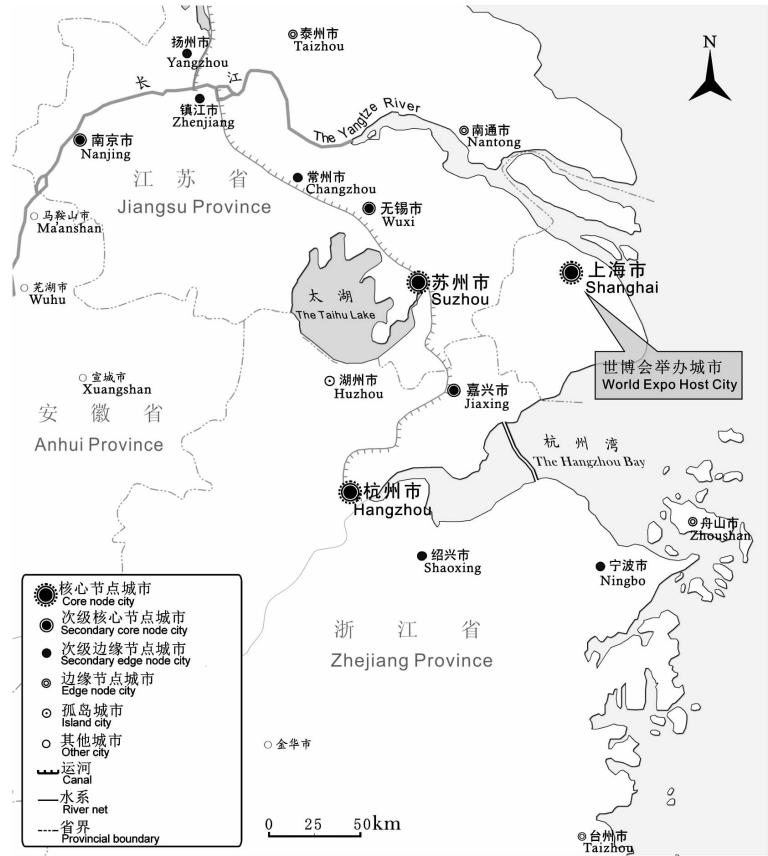 扬州市
Yangzhou
泰州市
Taizhou
N
长 江
镇江市
Zhenjiang
The Yangtze River
南京市
Nanjing
南通市
Nantong
江 苏 省
Jiangsu Province
常州市
Changzhou
无锡市
Wuxi
马鞍山市
Ma'anshan
芜湖市
Wuhu
太 湖
The Taihu Lake
苏州市
Suzhou
上海市
Shanghai
世博会举办城市
World Expo Host City
宣城市
Xuangshan
湖州市
Huzhou
嘉兴市
Jiaxing
安 徽 省
Anhui Province
杭 州 湾
The Hangzhou Bay
杭州市
Hangzhou
舟山市
Zhoushan
绍兴市
Shaoxing
宁波市
Ningbo
浙 江 省
Zhejiang Province
金华市
台州市
Taizhou
核心节点城市
Core node city
次级核心节点城市
Secondary core node city
次级边缘节点城市
Secondary edge node city
边缘节点城市
Edge node city
孤岛城市
Island city
其他城市
Other city
运河
Canal
水系
River net
省界
Provincial boundary
0 25 50km